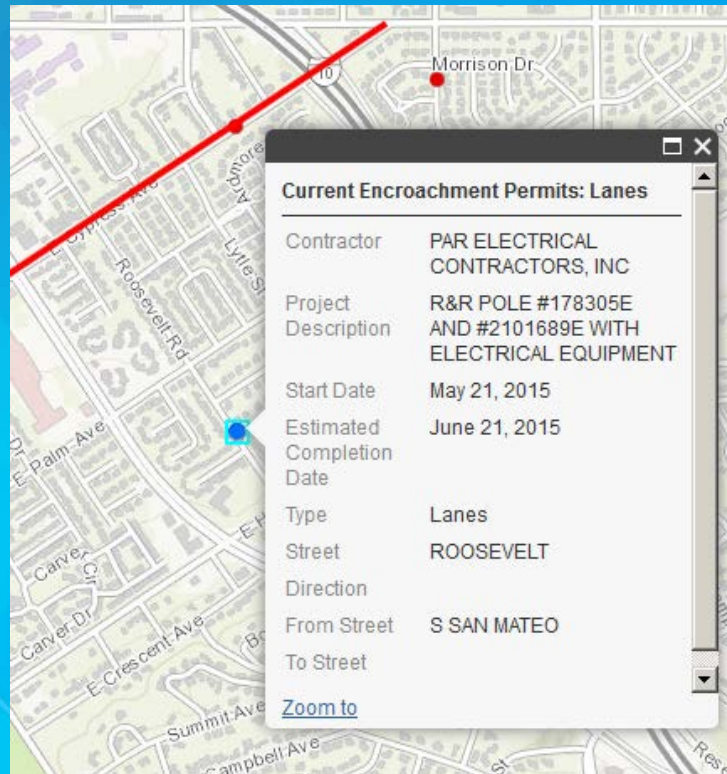 10
Morrison Dr
E Cypress Ave
Roosevelt Rd
Lytle St
E Palm Ave
Dr
Carver Cir
Carver Dr
E Crescent Ave
Summit Ave
Campbell Ave
St
Current Encroachment Permits: Lanes
Contractor PAR ELECTRICAL
CONTRACTORS, INC
Project R&R POLE #178305E
Description AND #2101689E WITH
ELECTRICAL EQUIPMENT
Start Date May 21, 2015
Estimated June 21, 2015
Completion
Date
Type Lanes
Street ROOSEVELT
Direction
From Street S SAN MATEO
To Street
Zoom to